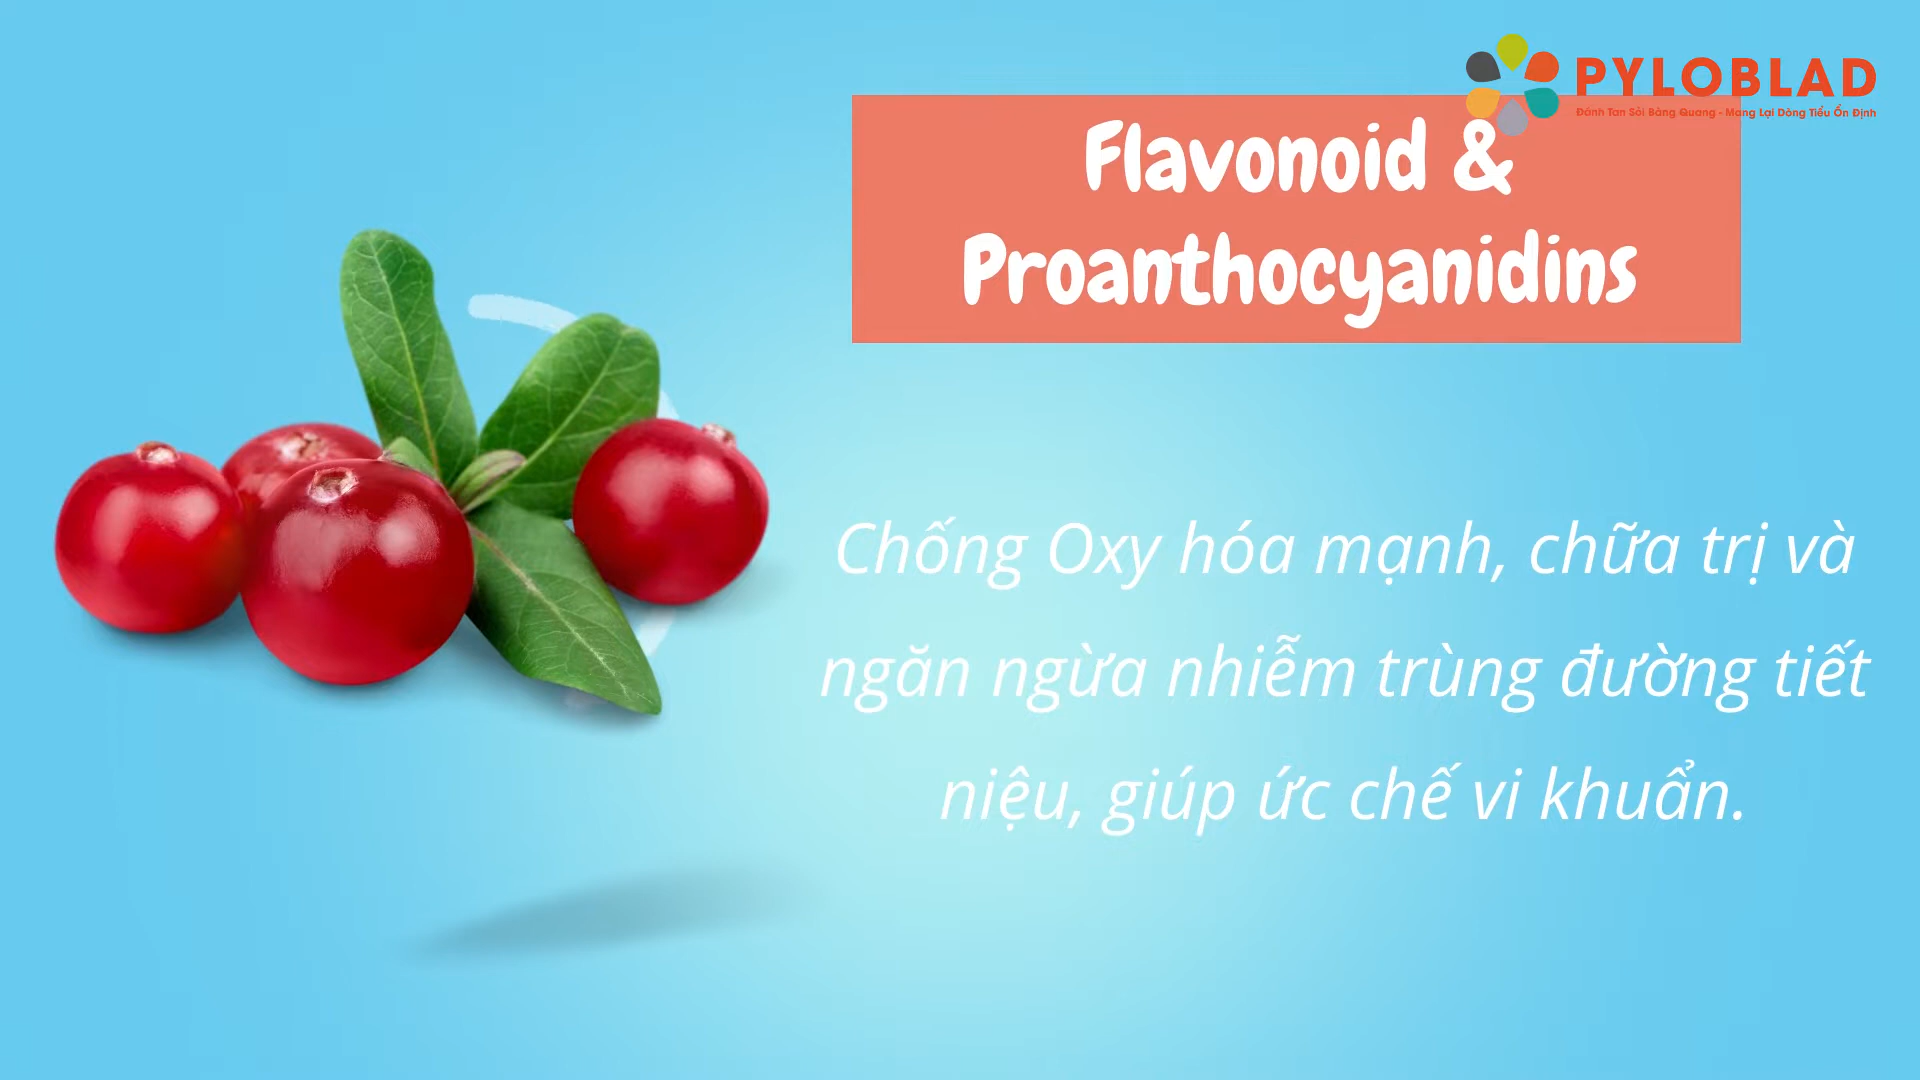 PYLOBLAD
Đánh Tan Sỏi Bàng Quang - Mang Lại Dòng Tiểu Ổn Định
Flavonoid &
Proanthocyanidins
Chống Oxy hóa mạnh, chữa trị và
ngăn ngừa nhiễm trùng đường tiết
niệu, giúp ức chế vi khuẩn.